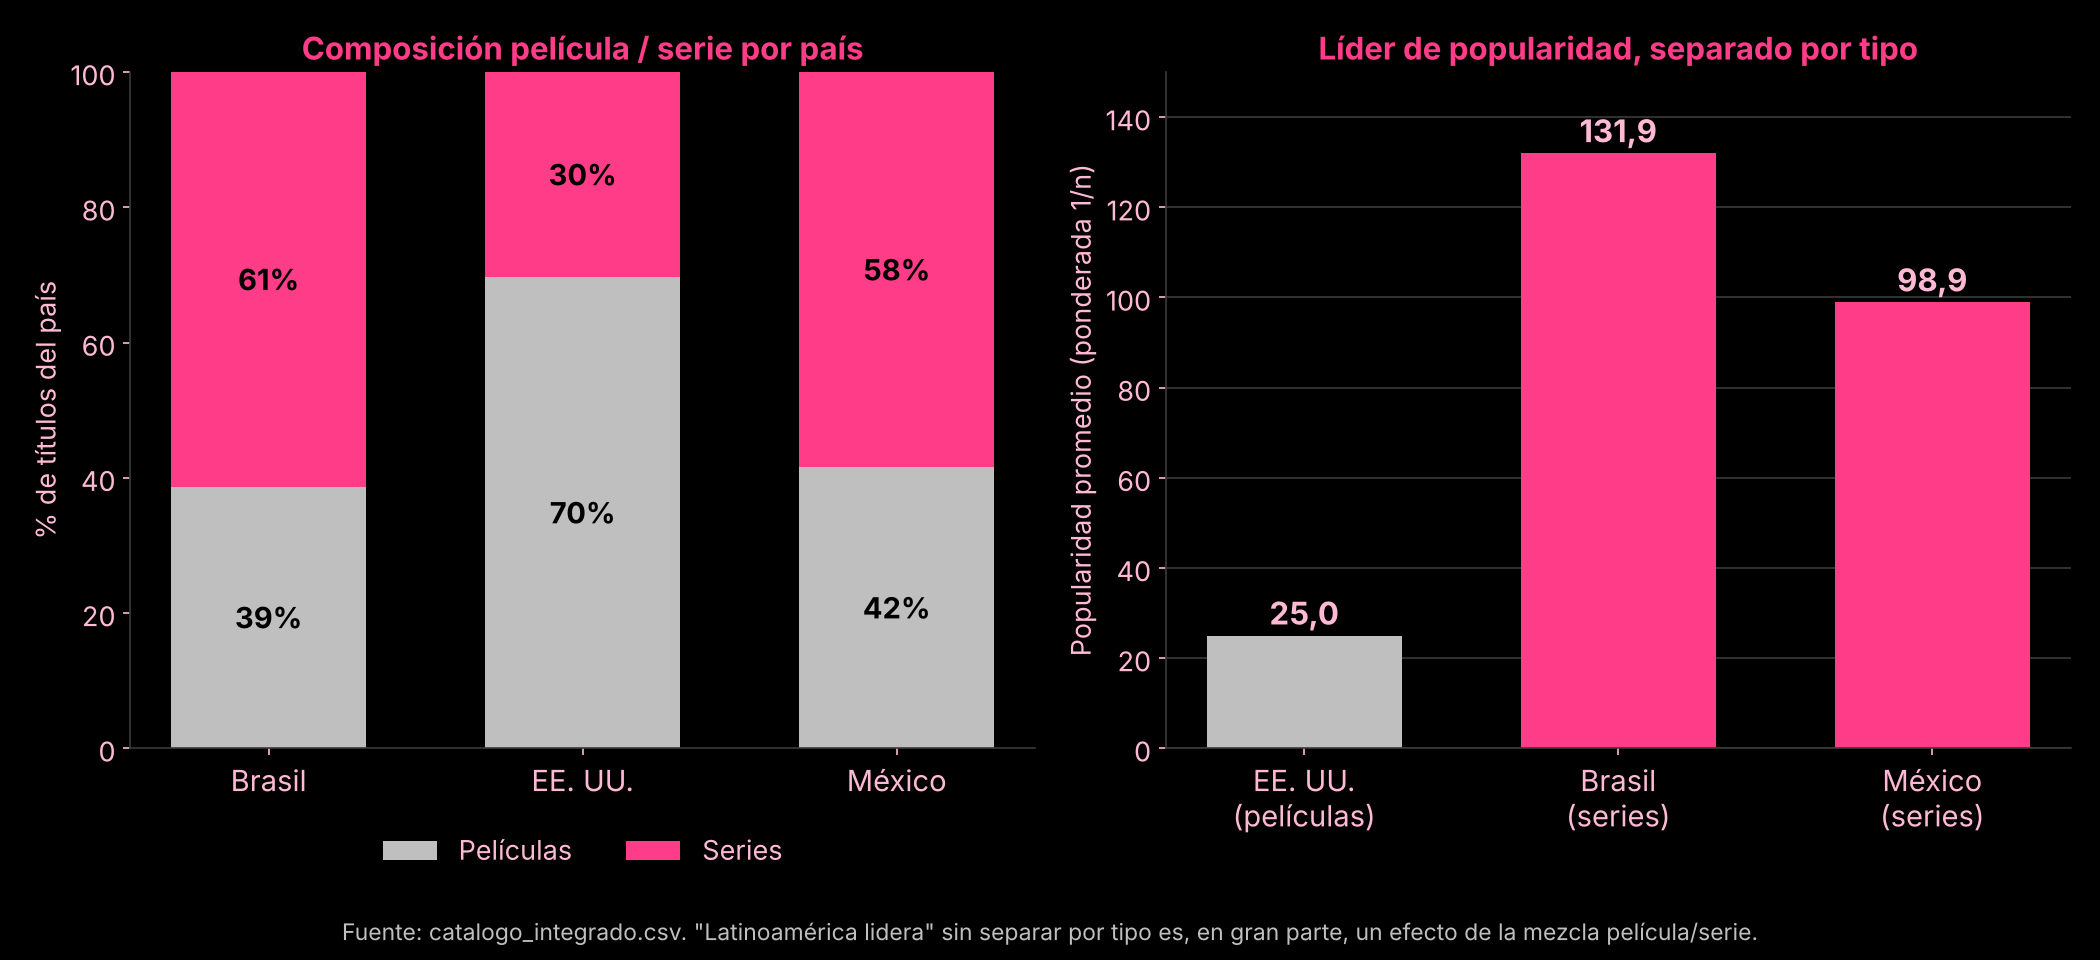 Composición película / serie por país
% de títulos del país
100
80
60
40
20
0
61%
39%
30%
70%
58%
42%
Brasil
EE. UU.
México
Películas
Series
Líder de popularidad, separado por tipo
Popularidad promedio (ponderada 1/n)
140
120
100
80
60
40
20
0
25,0
131,9
98,9
EE. UU.
(películas)
Brasil
(series)
México
(series)
Fuente: catalogo_integrado.csv. "Latinoamérica lidera" sin separar por tipo es, en gran parte, un efecto de la mezcla película/serie.